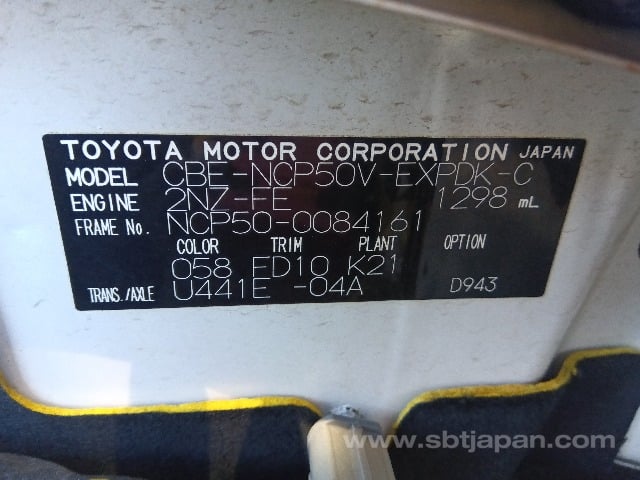 TOYOTA MOTOR CORPORATION JAPAN
MODEL CBE-NCP50V-EXPDK-C
ENGINE 2NZ-FE 1298 mL
FRAME No. NCP50-0084161
COLOR TRIM PLANT OPTION
058 FD10 K21
TRANS./AXLE U441E -04A D943
www.sbtjapan.com